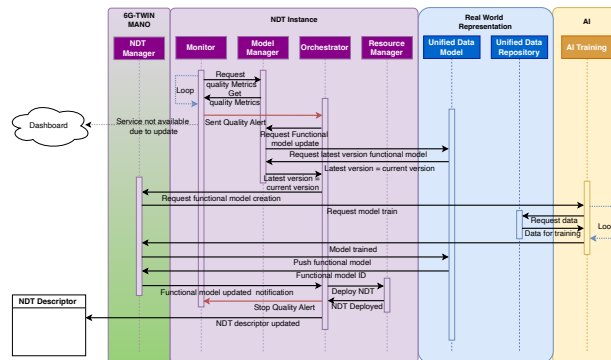 6G-TWIN
MANO
NDT Instance
Real World
Representation
AI
NDT
Manager
Monitor
Model
Manager
Orchestrator
Resource
Manager
Unified Data
Model
Unified Data
Repository
AI Training
Request
quality Metrics
Loop
Get
quality Metrics
Dashboard
Service not available
due to update
Sent Quality Alert
Request Functional
model update
Request latest version functional model
Latest version = current version
Latest version =
current version
Request functional model creation
Request model train
Request data
Data for training
Loo
Model trained
Push functional model
Functional model ID
Functional model updated notification
Deploy NDT
NDT Descriptor
Stop Quality Alert
NDT Deployed
NDT descriptor updated